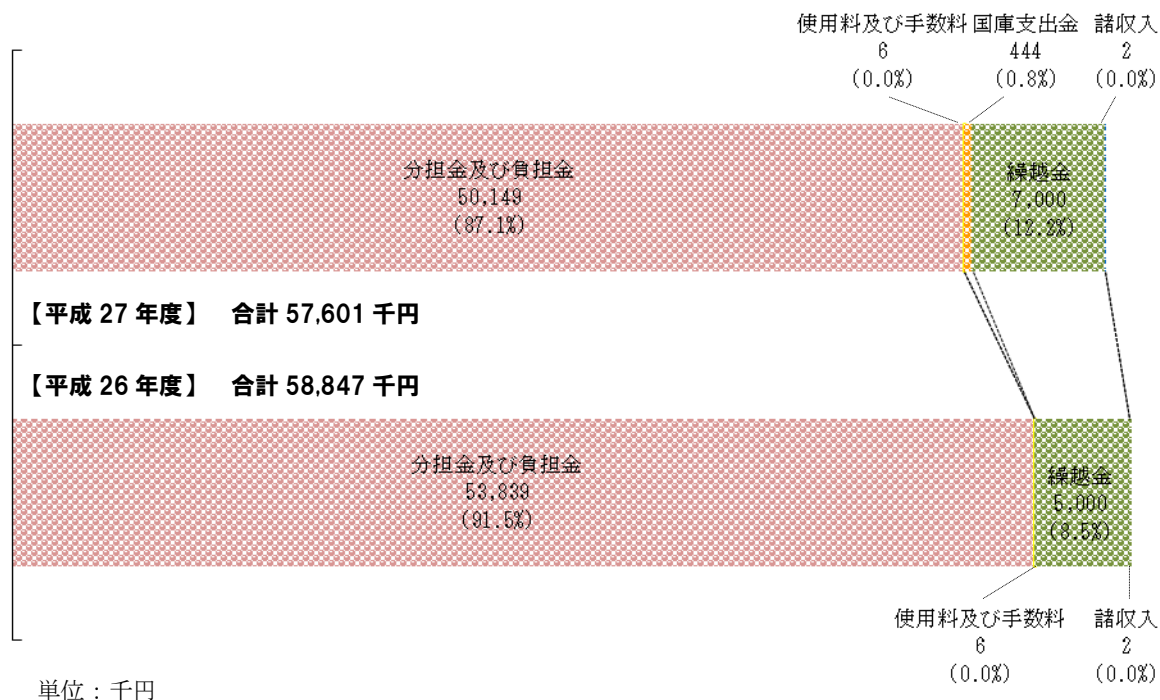 使用料及び手数料 国庫支出金 諸収入
6 444 2
(0.0%) (0.8%) (0.0%)
分担金及び負担金
50,149
(87.1%)
繰越金
7,000
(12.2%)
【平成 27 年度】 合計 57,601 千円
【平成 26 年度】 合計 58,847 千円
分担金及び負担金
53,839
(91.5%)
繰越金
5,000
(8.5%)
使用料及び手数料 諸収入
6 2
(0.0%) (0.0%)
単位：千円